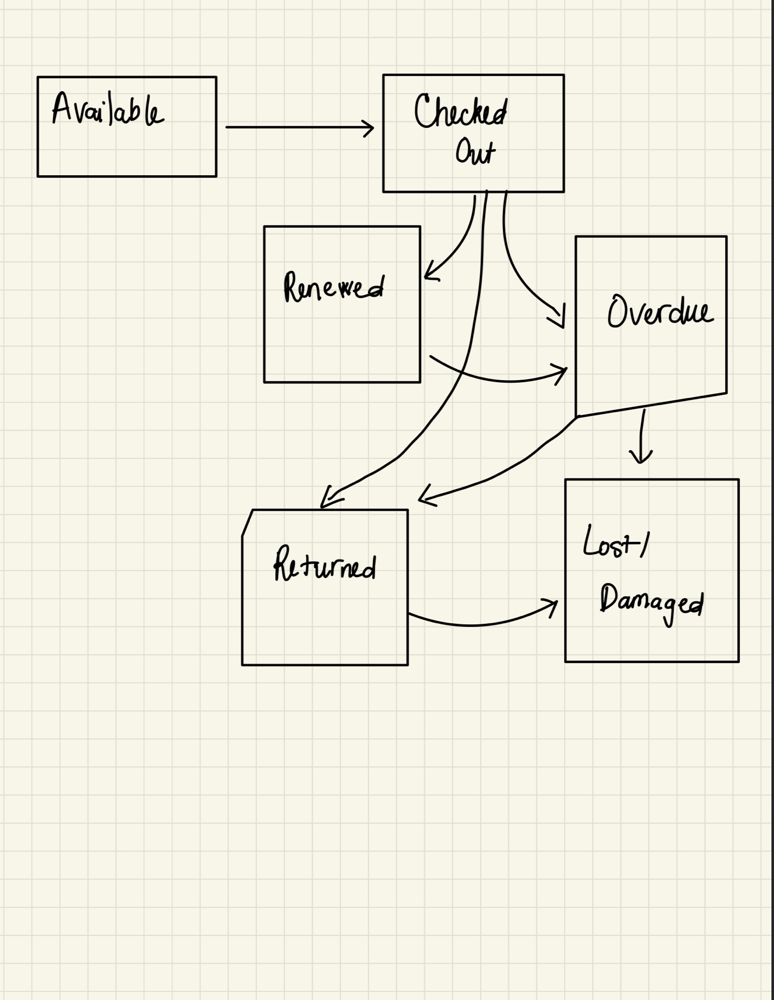 Available
Checked
Out
Renewed
Overdue
Returned
Lost/
Damaged